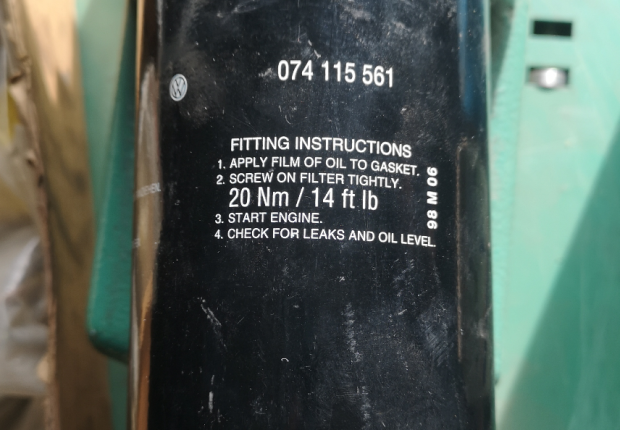 074 115 561
FITTING INSTRUCTIONS
1. APPLY FILM OF OIL TO GASKET.
2. SCREW ON FILTER TIGHTLY.
20 Nm / 14 ft lb
3. START ENGINE.
4. CHECK FOR LEAKS AND OIL LEVEL.
98 M 06